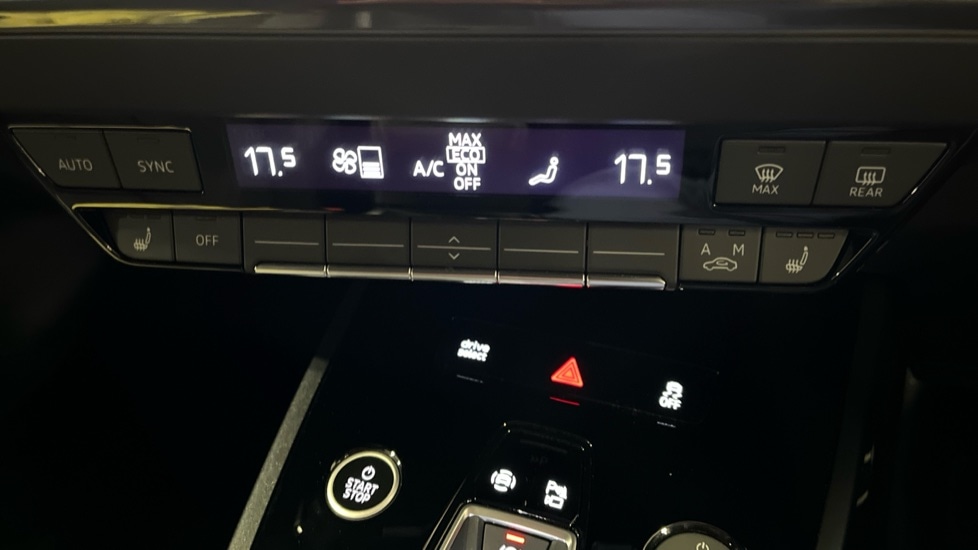 AUTO SYNC 17.5 A/C MAX 17.5 MAX REAR
ECO
ON
OFF
OFF A M
drive
select
OFF
START
STOP